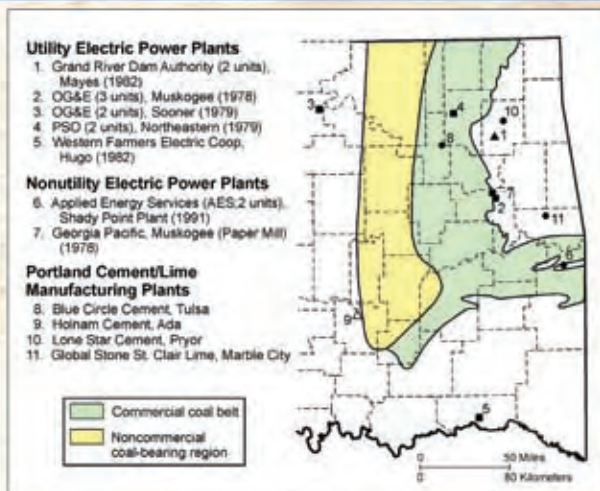 Utility Electric Power Plants
1. Grand River Dam Authority (2 units),
Mayes (1982)
2. OG&E (3 units), Muskogee (1978)
3. OG&E (2 units), Sooner (1979)
4. PSO (2 units), Northeastern (1979)
5. Western Farmers Electric Coop,
Hugo (1982)
Nonutility Electric Power Plants
6. Applied Energy Services (AES;2 units),
Shady Point Plant (1991)
7. Georgia Pacific, Muskogee (Paper Mill)
(1978)
Portland Cement/Lime
Manufacturing Plants
8. Blue Circle Cement, Tulsa
9. Holnam Cement, Ada
10. Lone Star Cement, Pryor
11. Global Stone St. Clair Lime, Marble City
Commercial coal belt
Noncommercial
coal-bearing region
3
4
10
1
8
7
2
11
6
9
5
0 50 Miles
0 80 Kilometers